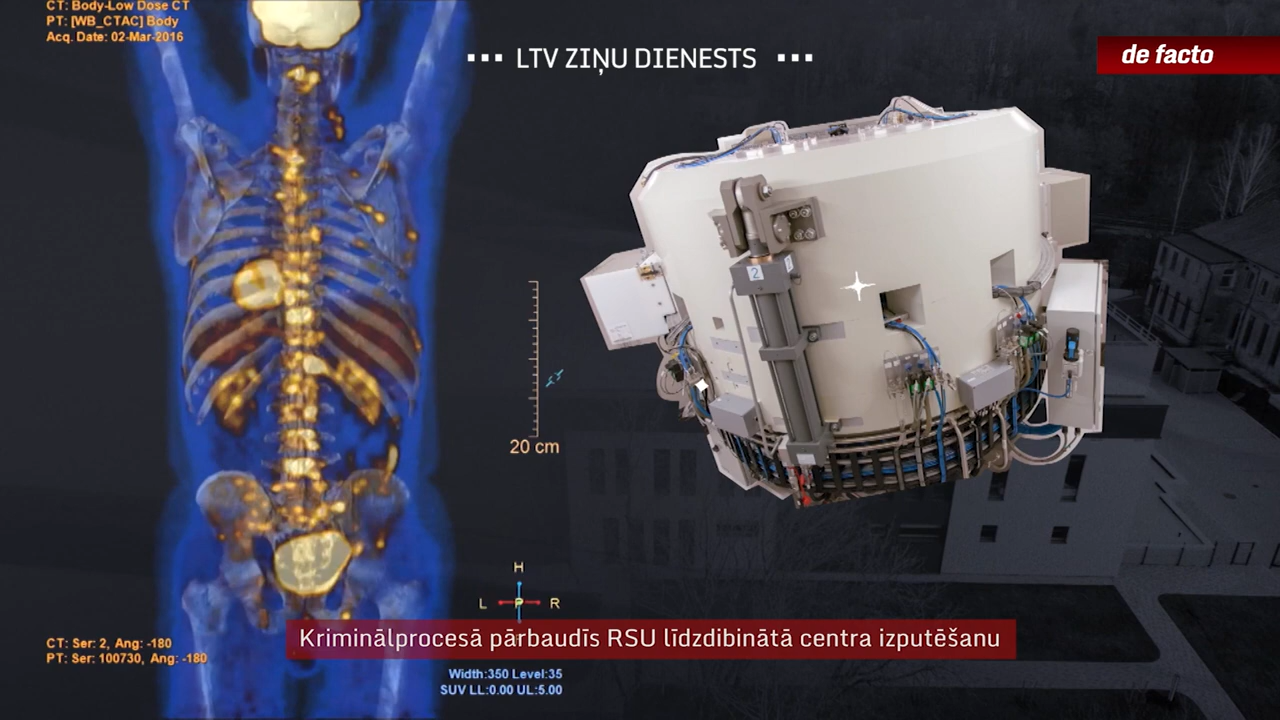 CT: Body-Low Dose CT
PT: [WB_CTAC] Body
Acq. Date: 02-Mar-2016
LTV ZIŅU DIENESTS
de facto
2
20 cm
H
L P R
Kriminālprocesā pārbaudīs RSU līdzdibinātā centra izputēšanu
CT: Ser: 2, Ang: -180
PT: Ser: 100730, Ang: -180
Width:350 Level:35
SUV LL:0.00 UL:5.00